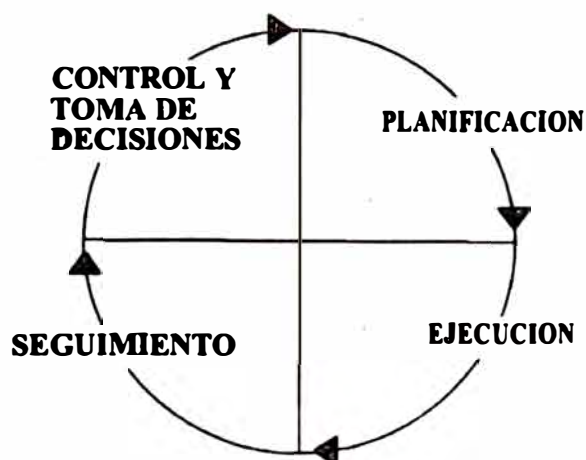 CONTROL Y
TOMA DE
DECISIONES
PLANIFICACION
SEGUIMIENTO
EJECUCION